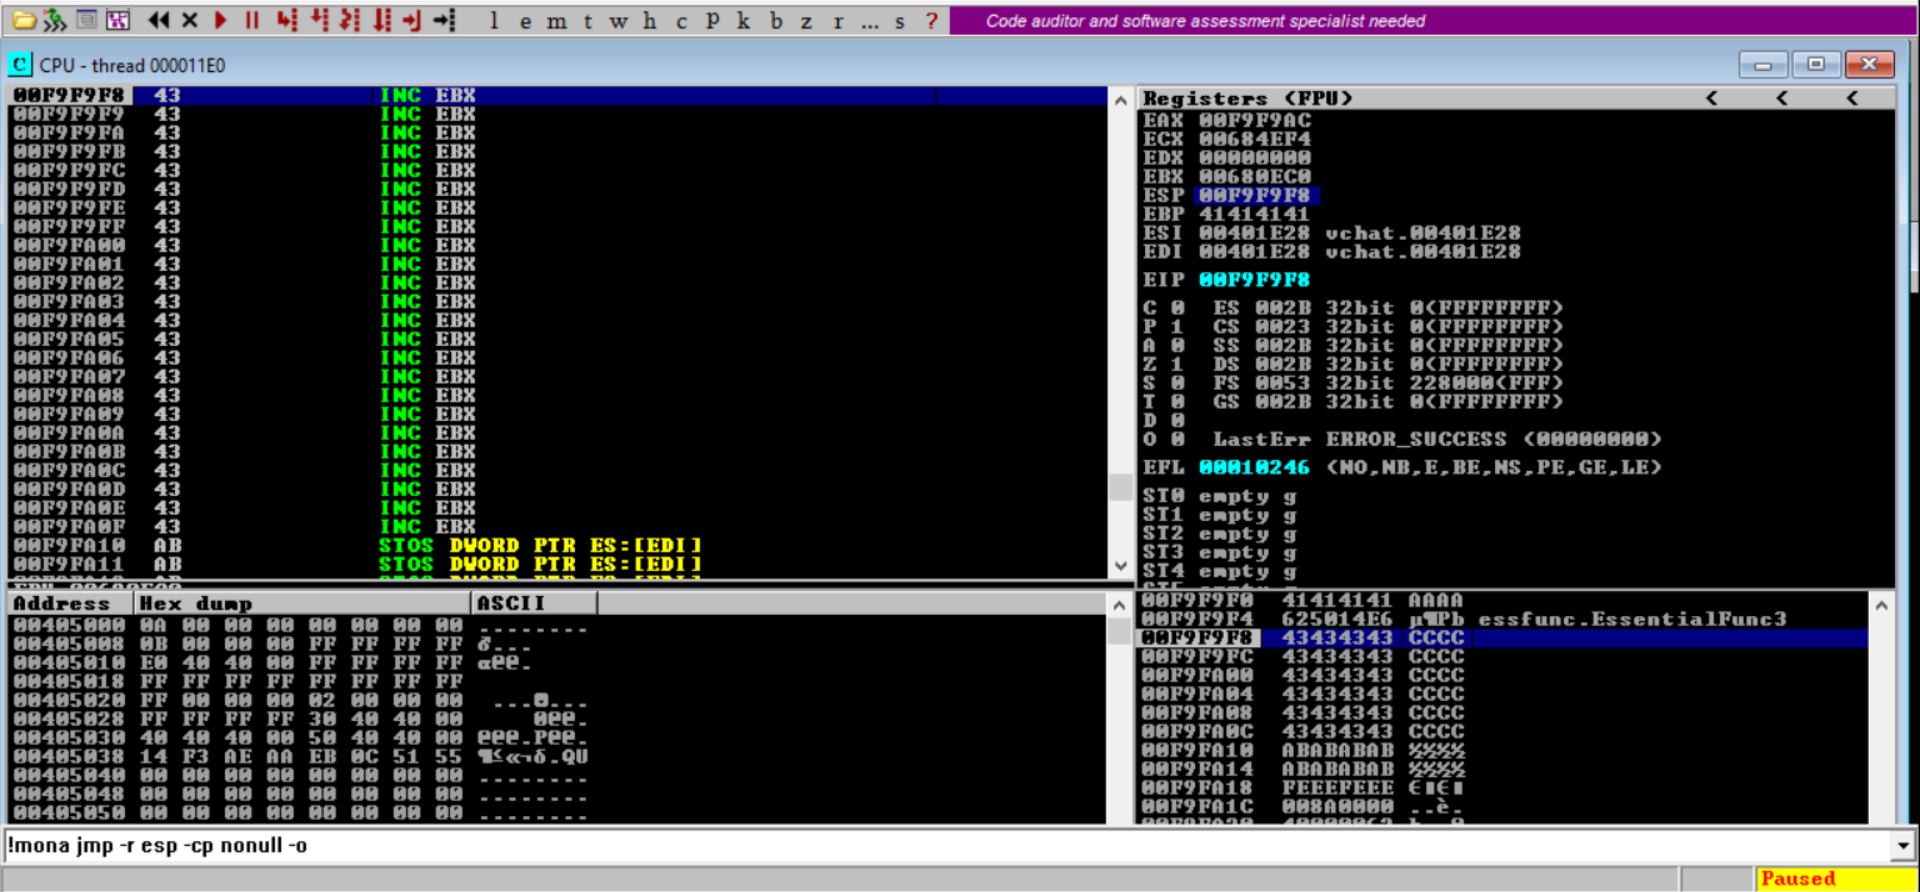 l e m t w h c P k b z r ... s ? Code auditor and software assessment specialist needed
C CPU - thread 000011E0
00F9F9F8 43 INC EBX
00F9F9F9 43 INC EBX
00F9F9FA 43 INC EBX
00F9F9FB 43 INC EBX
00F9F9FC 43 INC EBX
00F9F9FD 43 INC EBX
00F9F9FE 43 INC EBX
00F9F9FF 43 INC EBX
00F9FA00 43 INC EBX
00F9FA01 43 INC EBX
00F9FA02 43 INC EBX
00F9FA03 43 INC EBX
00F9FA04 43 INC EBX
00F9FA05 43 INC EBX
00F9FA06 43 INC EBX
00F9FA07 43 INC EBX
00F9FA08 43 INC EBX
00F9FA09 43 INC EBX
00F9FA0A 43 INC EBX
00F9FA0B 43 INC EBX
00F9FA0C 43 INC EBX
00F9FA0D 43 INC EBX
00F9FA0E 43 INC EBX
00F9FA0F 43 INC EBX
00F9FA10 AB STOS DWORD PTR ES:[EDI]
00F9FA11 AB STOS DWORD PTR ES:[EDI]
Registers (FPU) < < <
EAX 00F9F9AC
ECX 00684EF4
EDX 00000000
EBX 00680EC0
ESP 00F9F9F8
EBP 41414141
ESI 00401E28 vchat.00401E28
EDI 00401E28 vchat.00401E28
EIP 00F9F9F8
C 0 ES 002B 32bit 0(FFFFFFFF)
P 1 CS 0023 32bit 0(FFFFFFFF)
A 0 SS 002B 32bit 0(FFFFFFFF)
Z 1 DS 002B 32bit 0(FFFFFFFF)
S 0 FS 0053 32bit 228000(FFF)
T 0 GS 002B 32bit 0(FFFFFFFF)
D 0
O 0 LastErr ERROR_SUCCESS (00000000)
EFL 00010246 (NO,NB,E,BE,NS,PE,GE,LE)
ST0 empty g
ST1 empty g
ST2 empty g
ST3 empty g
ST4 empty g
Address Hex dump ASCII
00405000 0A 00 00 00 00 00 00 00 ........
00405008 0B 00 00 00 FF FF FF FF ♂...
00405010 E0 40 40 00 FF FF FF FF α@@.
00405018 FF FF FF FF FF FF FF FF
00405020 FF 00 00 00 02 00 00 00 ...☻...
00405028 FF FF FF FF 30 40 40 00 0@@.
00405030 40 40 40 00 50 40 40 00 @@@.P@@.
00405038 14 F3 AE AA EB 0C 51 55 ¶≤«¬δ.QU
00405040 00 00 00 00 00 00 00 00 ........
00405048 00 00 00 00 00 00 00 00 ........
00405050 00 00 00 00 00 00 00 00 ........
00F9F9F0 41414141 AAAA
00F9F9F4 625014E6 µ¶Pb essfunc.EssentialFunc3
00F9F9F8 43434343 CCCC
00F9F9FC 43434343 CCCC
00F9FA00 43434343 CCCC
00F9FA04 43434343 CCCC
00F9FA08 43434343 CCCC
00F9FA0C 43434343 CCCC
00F9FA10 ABABABAB ½½½½
00F9FA14 ABABABAB ½½½½
00F9FA18 FEEEFEEE ε■ε■
00F9FA1C 008A0000 ..è.
!mona jmp -r esp -cp nonull -o
Paused